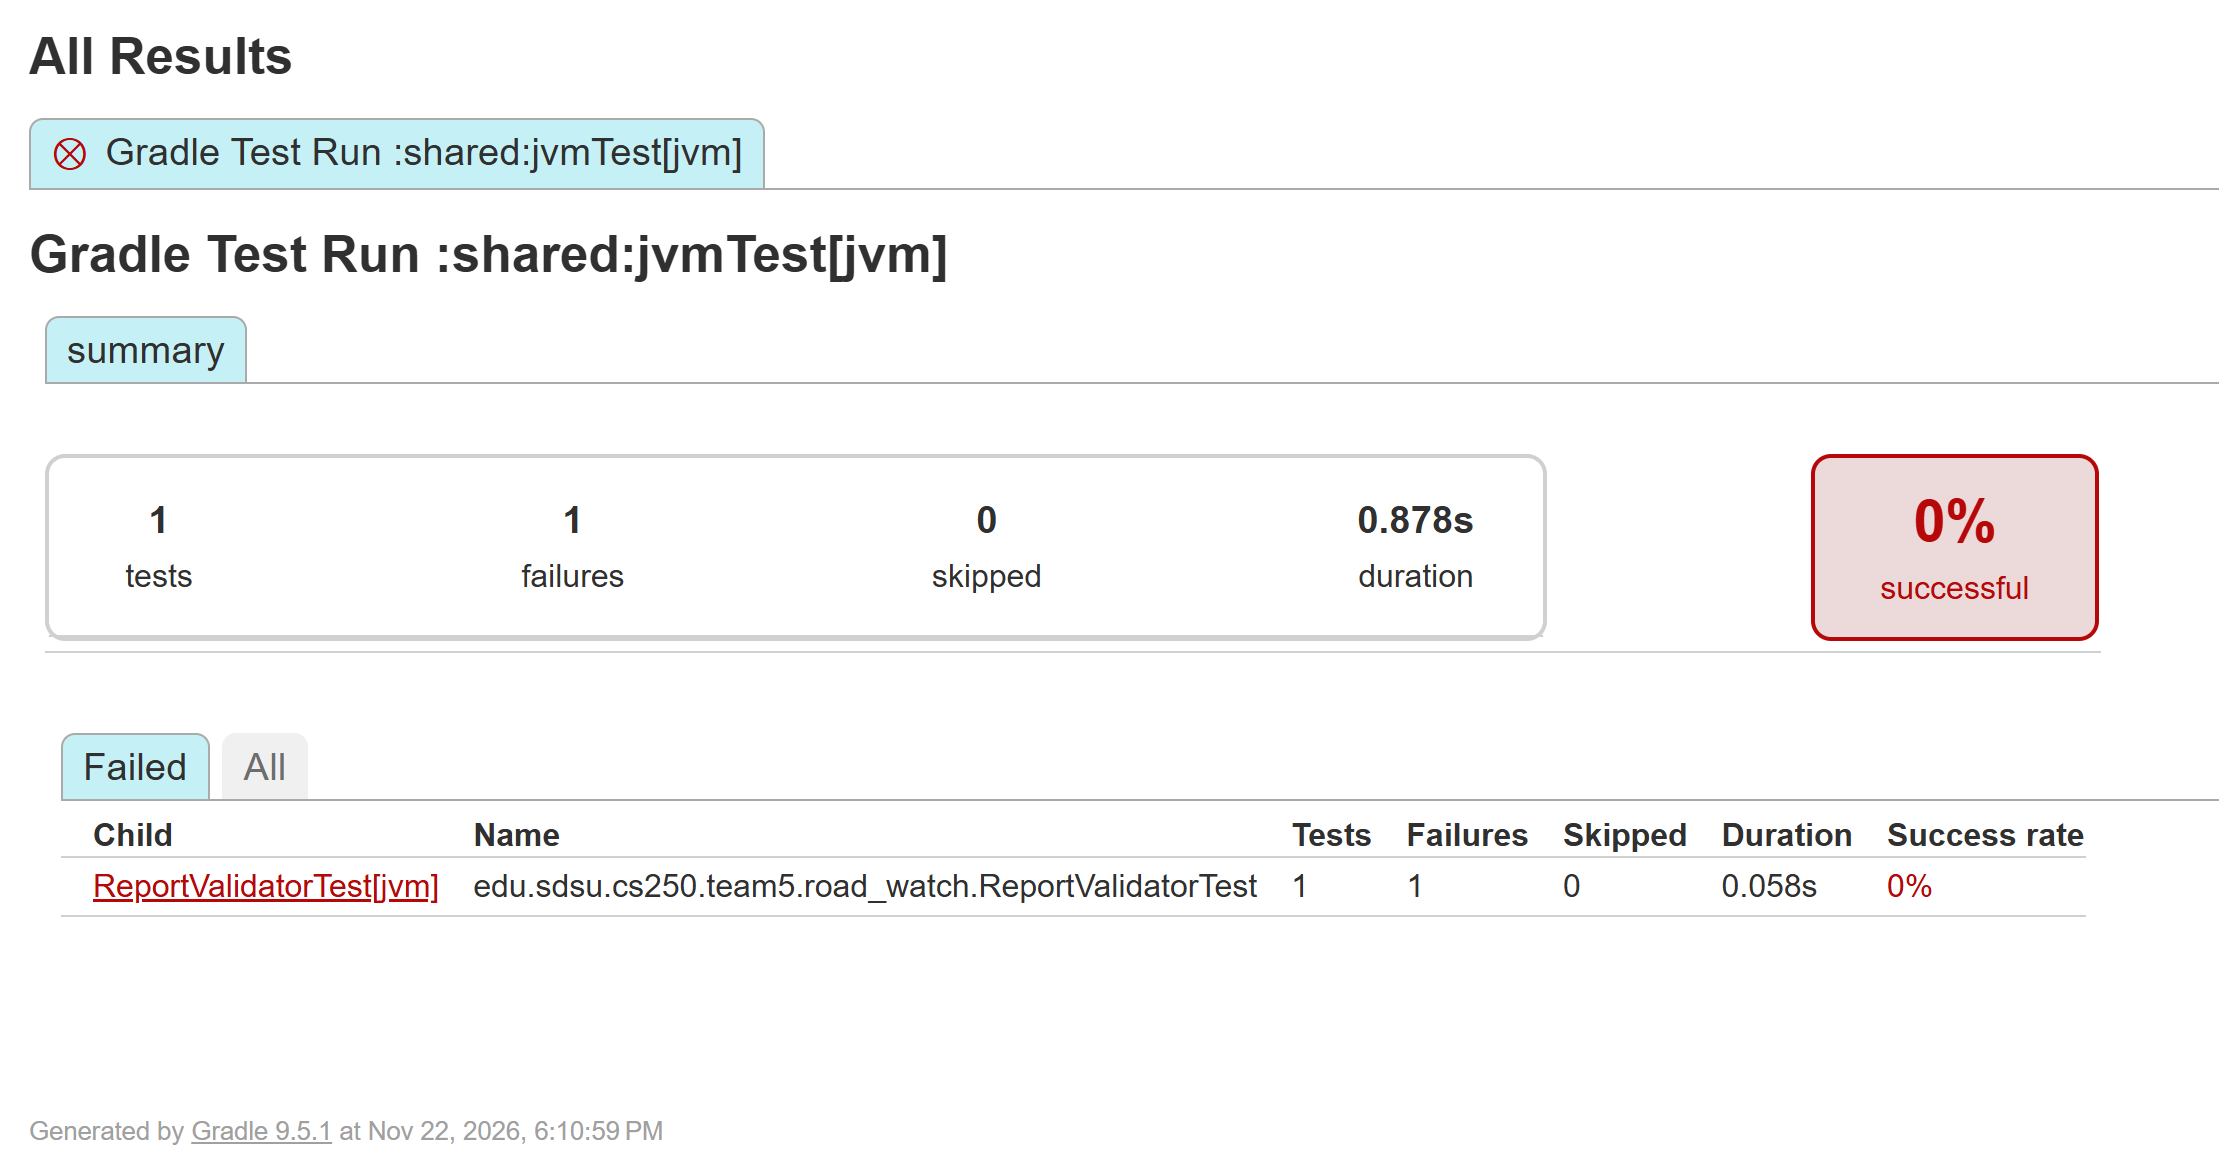 All Results
Gradle Test Run :shared:jvmTest[jvm]
Gradle Test Run :shared:jvmTest[jvm]
summary
1 1 0 0.878s 0%
tests failures skipped duration successful
Failed All
Child Name Tests Failures Skipped Duration Success rate
ReportValidatorTest[jvm] edu.sdsu.cs250.team5.road_watch.ReportValidatorTest 1 1 0 0.058s 0%
Generated by Gradle 9.5.1 at Nov 22, 2026, 6:10:59 PM